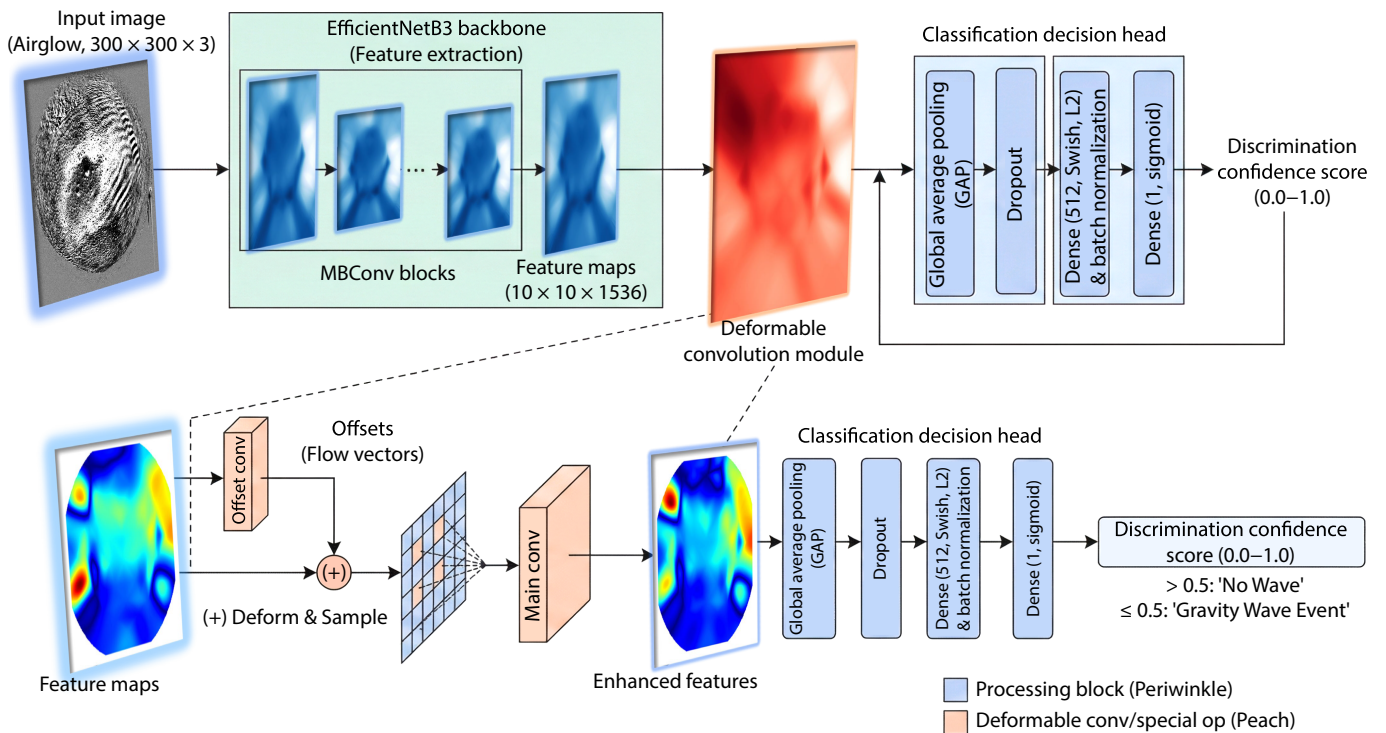 Input image
(Airglow, 300 × 300 × 3)
EfficientNetB3 backbone
(Feature extraction)
...
MBConv blocks
Feature maps
(10 × 10 × 1536)
Deformable
convolution module
Classification decision head
Global average pooling
(GAP)
Dropout
Dense (512, Swish, L2)
& batch normalization
Dense (1, sigmoid)
Discrimination
confidence score
(0.0–1.0)
Feature maps
Offset conv
Offsets
(Flow vectors)
(+)
(+) Deform & Sample
Main conv
Enhanced features
Classification decision head
Global average pooling
(GAP)
Dropout
Dense (512, Swish, L2)
& batch normalization
Dense (1, sigmoid)
Discrimination confidence
score (0.0–1.0)
> 0.5: 'No Wave'
≤ 0.5: 'Gravity Wave Event'
Processing block (Periwinkle)
Deformable conv/special op (Peach)